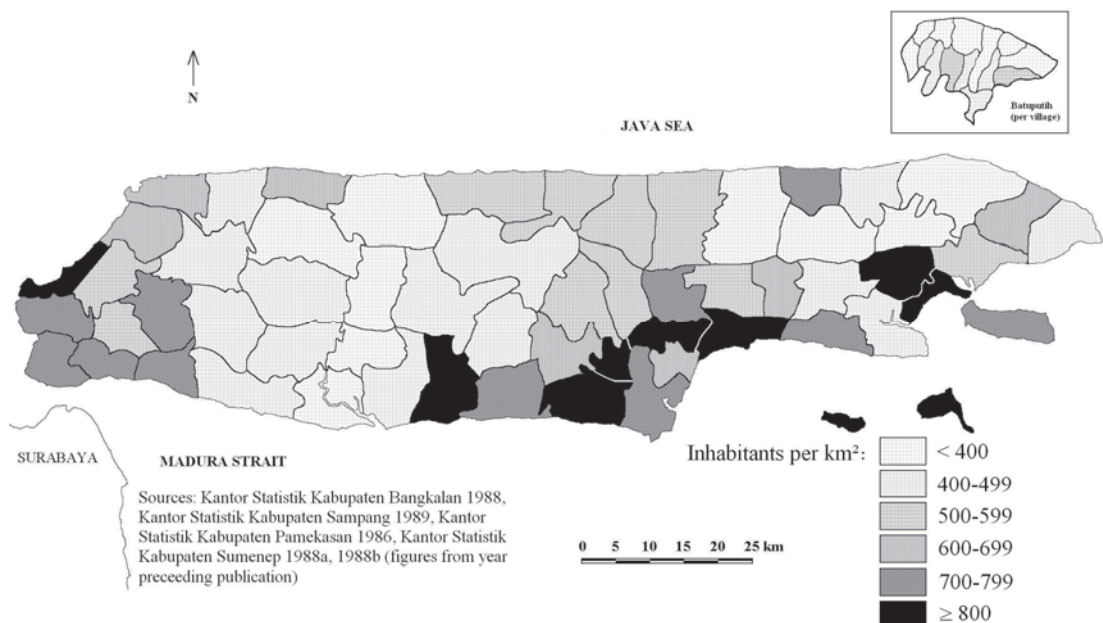 N
JAVA SEA
Batuputih
(per village)
SURABAYA
MADURA STRAIT
Sources: Kantor Statistik Kabupaten Bangkalan 1988,
Kantor Statistik Kabupaten Sampang 1989, Kantor
Statistik Kabupaten Pamekasan 1986, Kantor Statistik
Kabupaten Sumenep 1988a, 1988b (figures from year
preceeding publication)
0 5 10 15 20 25 km
Inhabitants per km²:
< 400
400-499
500-599
600-699
700-799
≥ 800